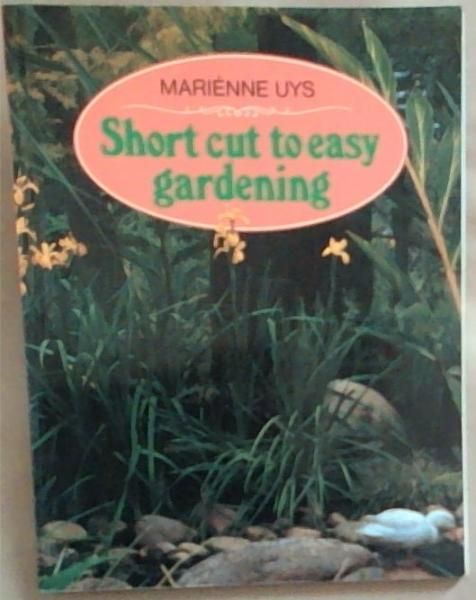 MARIÉNNE UYS
Short cut to easy
gardening